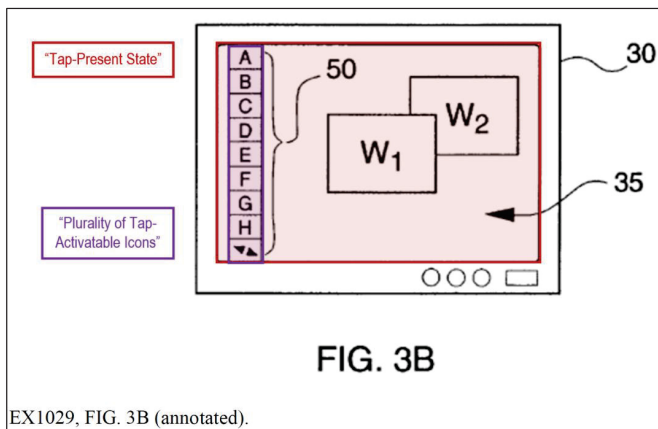 “Tap-Present State”
“Plurality of Tap-
Activatable Icons”
A
B
C
D
E
F
G
H
50
30
W1
W2
35
FIG. 3B
EX1029, FIG. 3B (annotated).